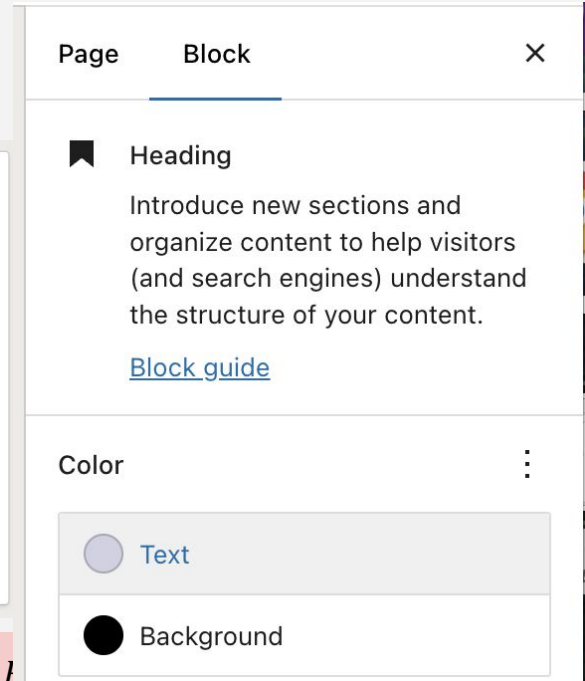 Page Block
Heading
Introduce new sections and
organize content to help visitors
(and search engines) understand
the structure of your content.
Block guide
Color
Text
Background